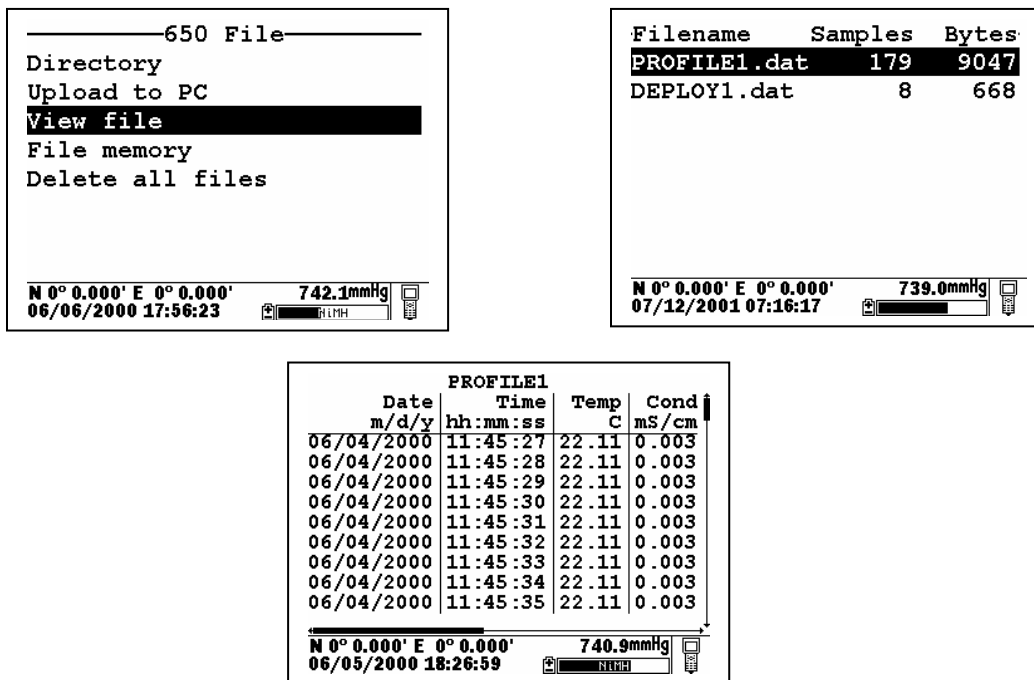 650 File
Directory
Upload to PC
View file
File memory
Delete all files
N 0° 0.000' E 0° 0.000' 742.1mmHg
06/06/2000 17:56:23 NiMH
Filename Samples Bytes
PROFILE1.dat 179 9047
DEPLOY1.dat 8 668
N 0° 0.000' E 0° 0.000' 739.0mmHg
07/12/2001 07:16:17
PROFILE1
Date Time Temp Cond
m/d/y hh:mm:ss C mS/cm
06/04/2000 11:45:27 22.11 0.003
06/04/2000 11:45:28 22.11 0.003
06/04/2000 11:45:29 22.11 0.003
06/04/2000 11:45:30 22.11 0.003
06/04/2000 11:45:31 22.11 0.003
06/04/2000 11:45:32 22.11 0.003
06/04/2000 11:45:33 22.11 0.003
06/04/2000 11:45:34 22.11 0.003
06/04/2000 11:45:35 22.11 0.003
N 0° 0.000' E 0° 0.000' 740.9mmHg
06/05/2000 18:26:59 NiMH